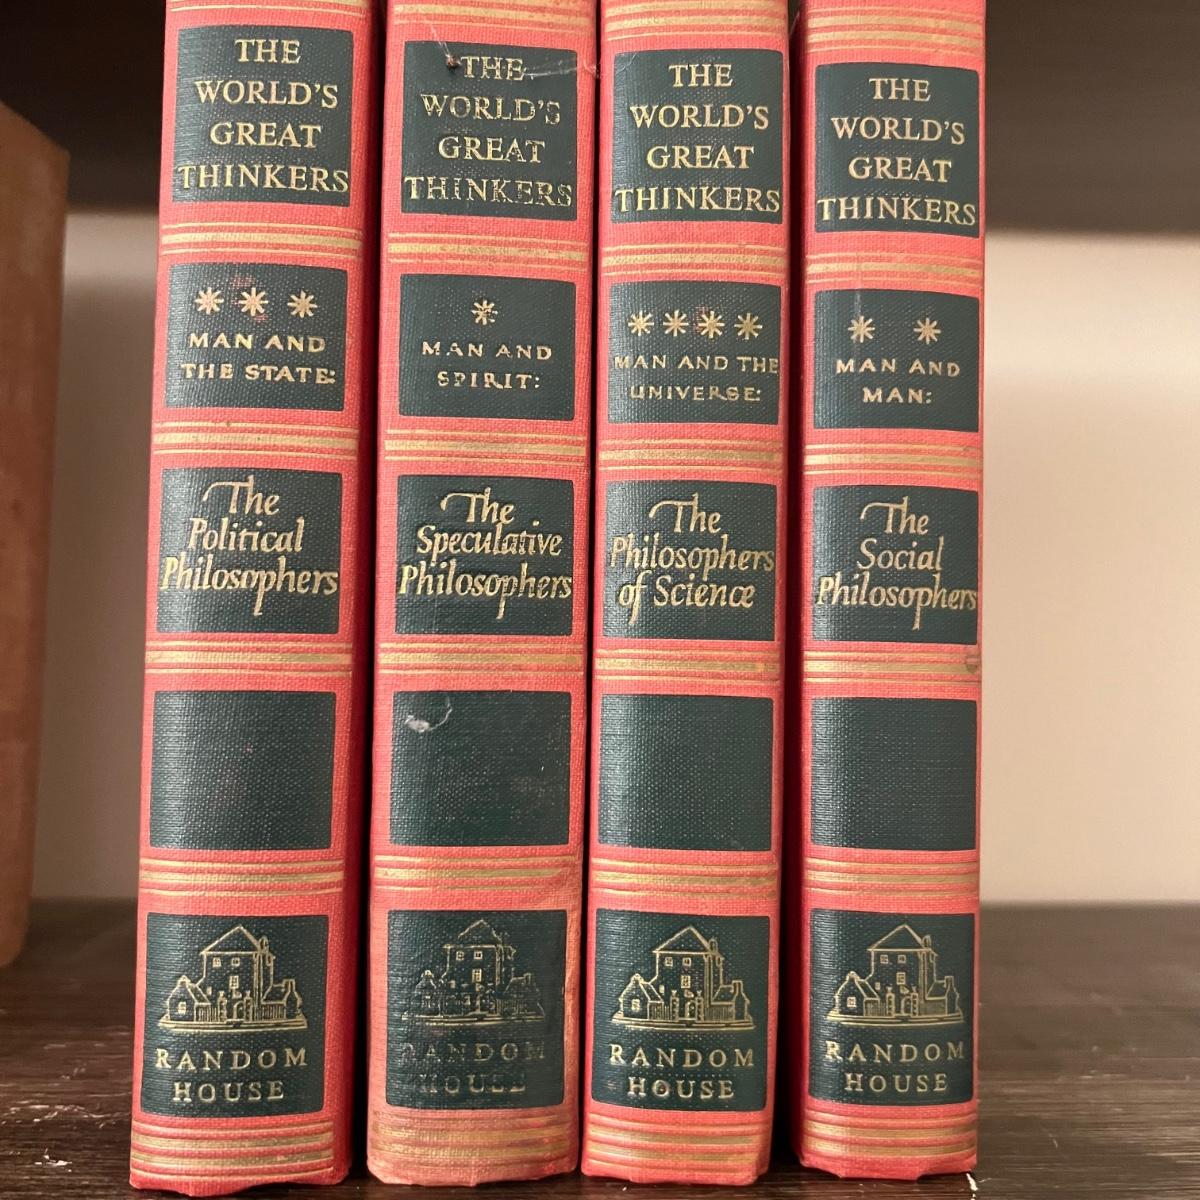 THE
WORLD'S
GREAT
THINKERS
MAN AND
THE STATE:
The
Political
Philosophers
RANDOM
HOUSE
THE
WORLD'S
GREAT
THINKERS
MAN AND
SPIRIT:
The
Speculative
Philosophers
RANDOM
HOUSE
THE
WORLD'S
GREAT
THINKERS
MAN AND THE
UNIVERSE:
The
Philosophers
of Science
RANDOM
HOUSE
THE
WORLD'S
GREAT
THINKERS
MAN AND
MAN:
The
Social
Philosophers
RANDOM
HOUSE